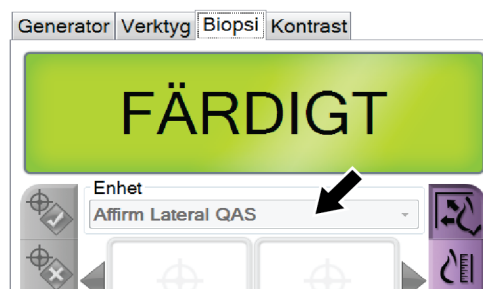 Generator Verktyg Biopsi Kontrast
FÄRDIGT
Enhet
Affirm Lateral QAS